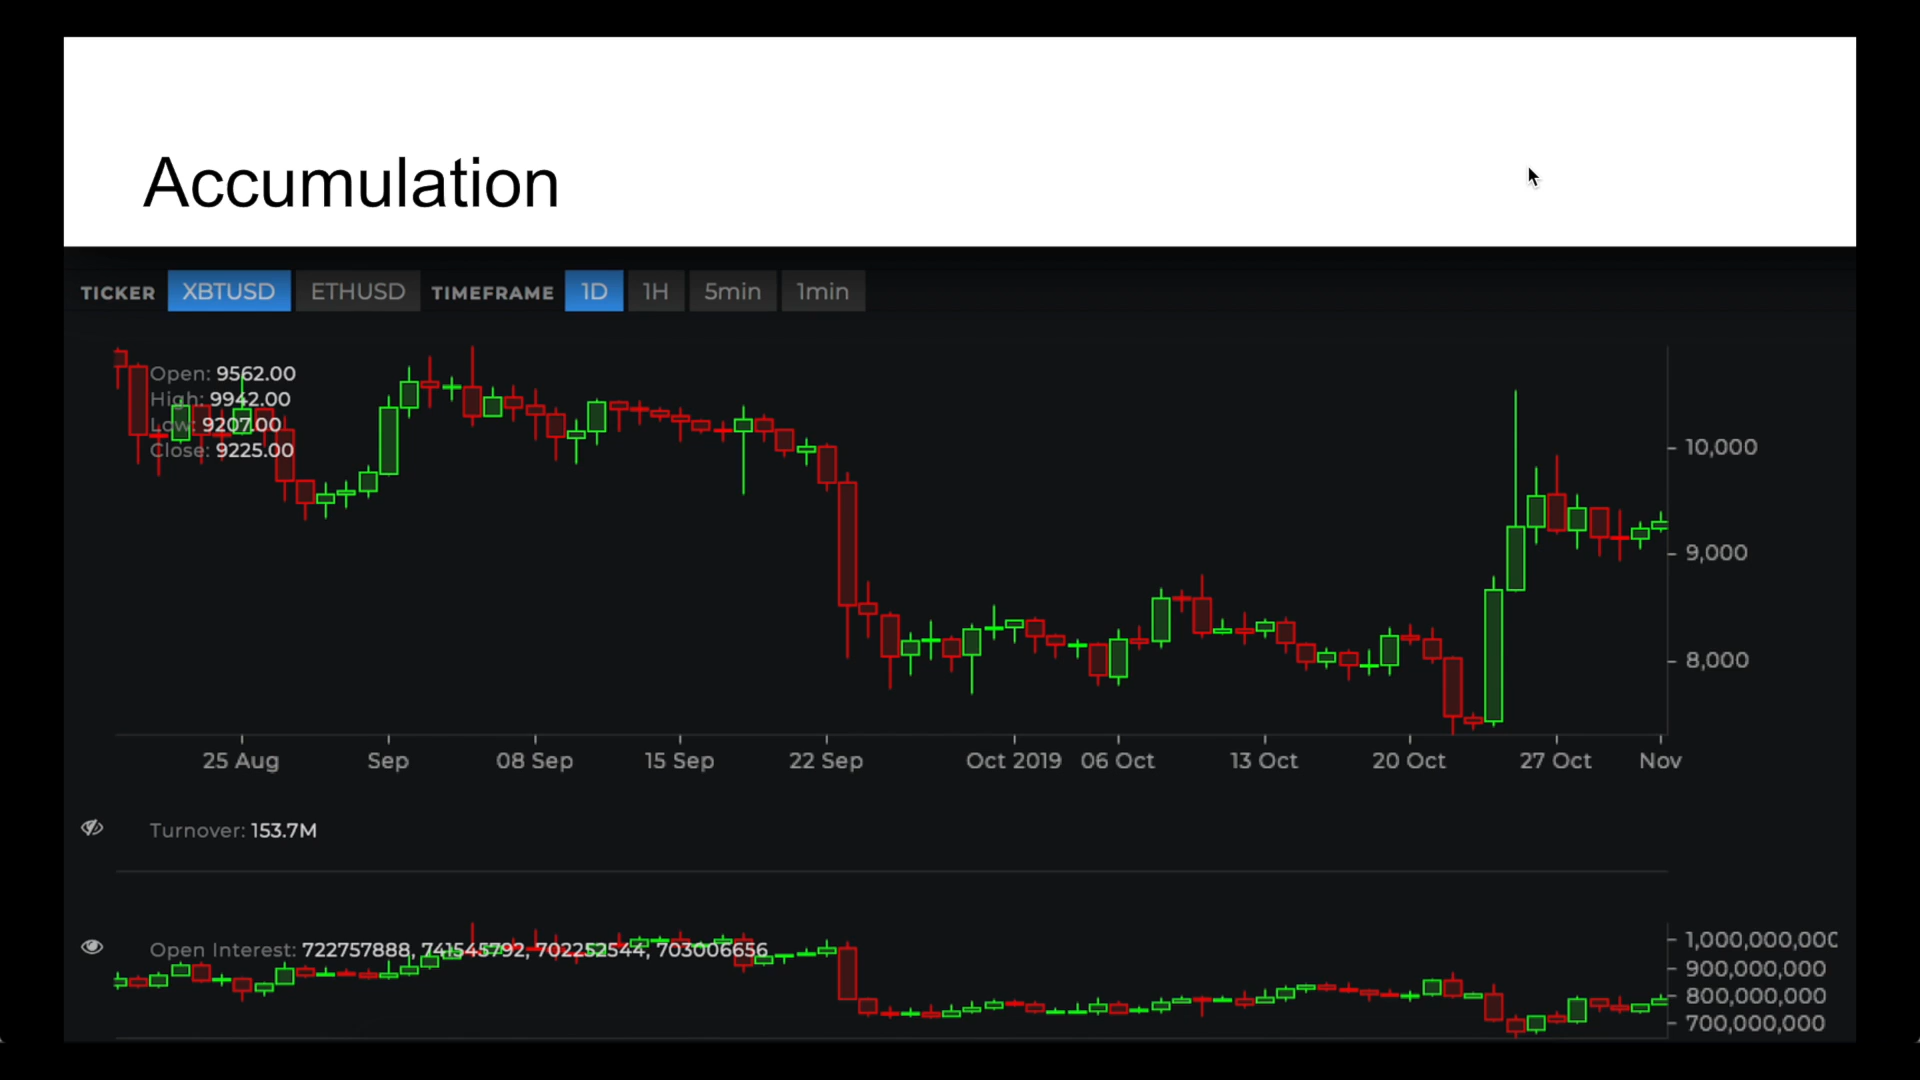 Accumulation
TICKER XBTUSD ETHUSD TIMEFRAME 1D 1H 5min 1min
Open: 9562.00
High: 9942.00
Low: 9207.00
Close: 9225.00
10,000
9,000
8,000
25 Aug Sep 08 Sep 15 Sep 22 Sep Oct 2019 06 Oct 13 Oct 20 Oct 27 Oct Nov
Turnover: 153.7M
Open Interest: 722757888, 741545792, 702252544, 703006656
1,000,000,000
900,000,000
800,000,000
700,000,000